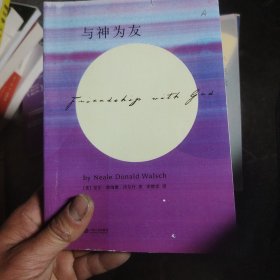 与神为友
Friendship with God
by Neale Donald Walsch